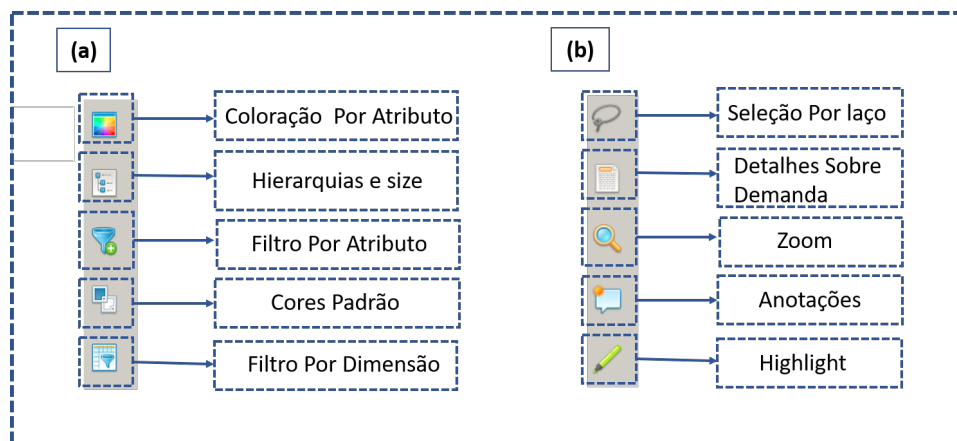 (a)
Coloração Por Atributo
Hierarquias e size
Filtro Por Atributo
Cores Padrão
Filtro Por Dimensão
(b)
Seleção Por laço
Detalhes Sobre
Demanda
Zoom
Anotações
Highlight